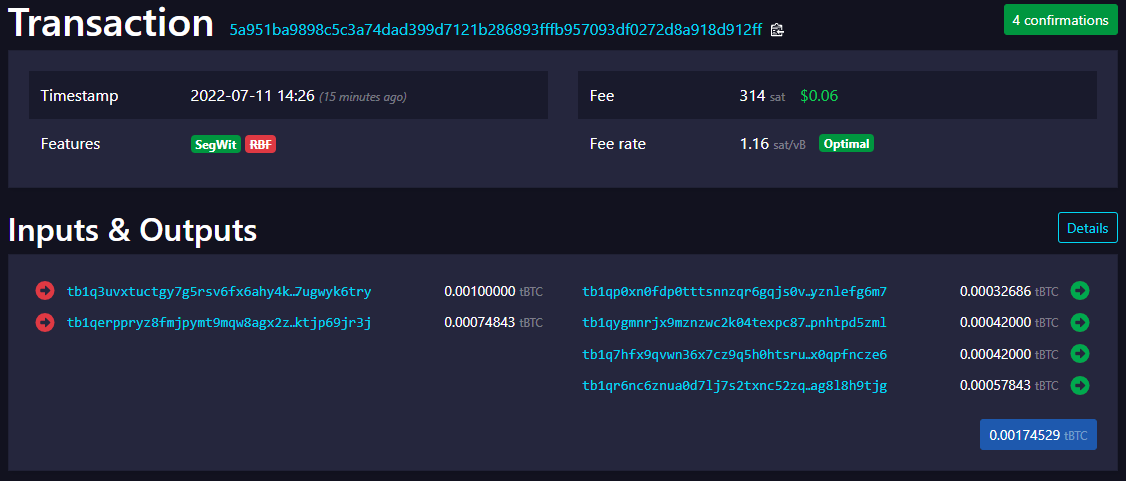 Transaction 5a951ba9898c5c3a74dad399d7121b286893fffb957093df0272d8a918d912ff 4 confirmations
Timestamp 2022-07-11 14:26 (15 minutes ago) Fee 314 sat $0.06
Features SegWit RBF Fee rate 1.16 sat/vB Optimal
Inputs & Outputs Details
tb1q3uvxtuctgy7g5rsv6fx6ahy4k…7ugwyk6try 0.00100000 tBTC tb1qp0xn0fdp0tttsnnzqr6gqjs0v…yznlefg6m7 0.00032686 tBTC
tb1qerppryz8fmjpymt9mqw8agx2z…ktjp69jr3j 0.00074843 tBTC tb1qygmnrjx9mznzwc2k04texpc87…pnhtpd5zml 0.00042000 tBTC
tb1q7hfx9qvwn36x7cz9q5h0htsru…x0qpfncze6 0.00042000 tBTC
tb1qr6nc6znua0d7lj7s2txnc52zq…ag8l8h9tjg 0.00057843 tBTC
0.00174529 tBTC